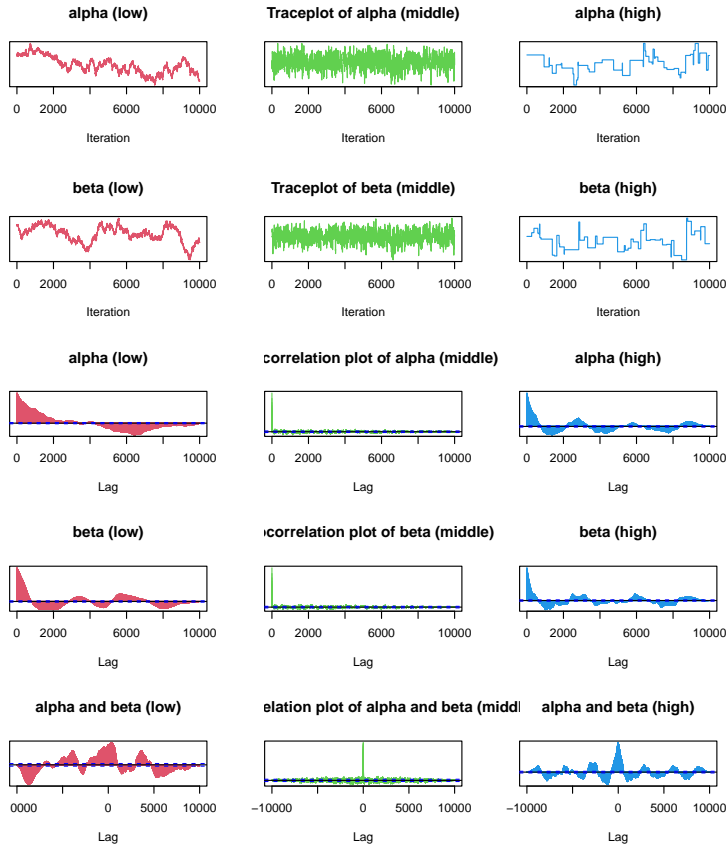 alpha (low)
Traceplot of alpha (middle)
alpha (high)
0 2000 6000 10000
0 2000 6000 10000
0 2000 6000 10000
Iteration
Iteration
Iteration
beta (low)
Traceplot of beta (middle)
beta (high)
0 2000 6000 10000
0 2000 6000 10000
0 2000 6000 10000
Iteration
Iteration
Iteration
alpha (low)
correlation plot of alpha (middle)
alpha (high)
0 2000 6000 10000
0 2000 6000 10000
0 2000 6000 10000
Lag
Lag
Lag
beta (low)
ocorrelation plot of beta (middle)
beta (high)
0 2000 6000 10000
0 2000 6000 10000
0 2000 6000 10000
Lag
Lag
Lag
alpha and beta (low)
elation plot of alpha and beta (middl
alpha and beta (high)
0000 0 5000 10000
−10000 0 5000 10000
−10000 0 5000 10000
Lag
Lag
Lag